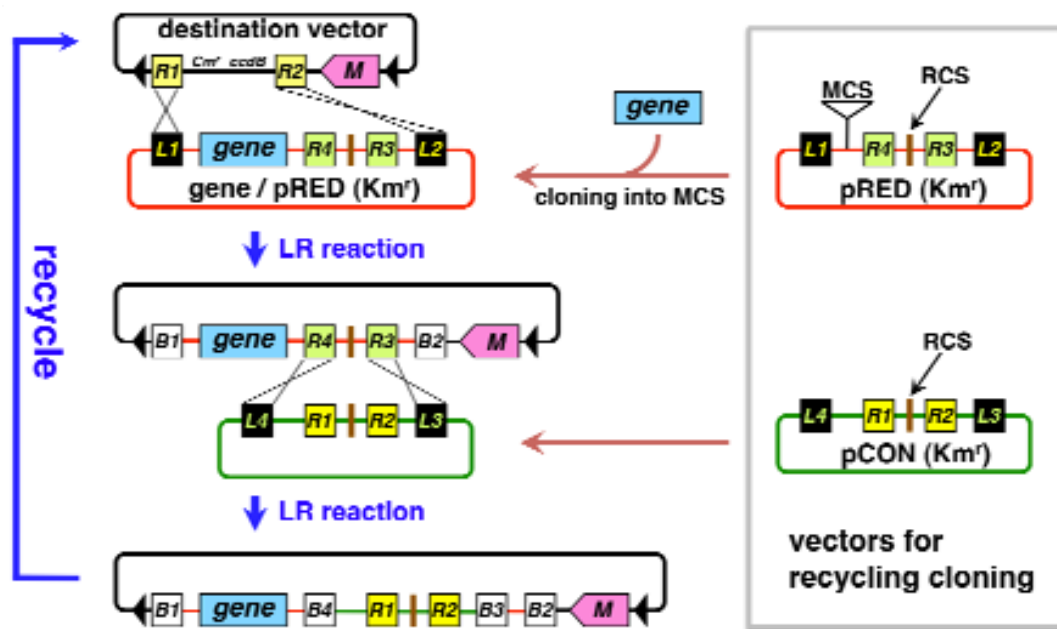 destination vector
R1 Cmʳ ccdB R2 M
L1 gene R4 R3 L2
gene / pRED (Kmʳ)
gene
cloning into MCS
MCS
RCS
L1 R4 R3 L2
pRED (Kmʳ)
recycle
LR reaction
B1 gene R4 R3 B2 M
L4 R1 R2 L3
RCS
L4 R1 R2 L3
pCON (Kmʳ)
LR reaction
B1 gene B4 R1 R2 B3 B2 M
vectors for
recycling cloning